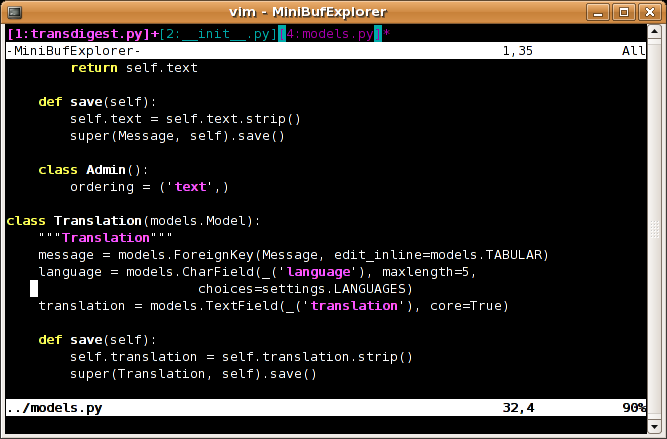 vim - MiniBufExplorer
[1:transdigest.py]+[2:__init__.py][4:models.py]*
-MiniBufExplorer- 1,35 All
        return self.text
    def save(self):
        self.text = self.text.strip()
        super(Message, self).save()
    class Admin():
        ordering = ('text',)
class Translation(models.Model):
    """Translation"""
    message = models.ForeignKey(Message, edit_inline=models.TABULAR)
    language = models.CharField(_('language'), maxlength=5,
                        choices=settings.LANGUAGES)
    translation = models.TextField(_('translation'), core=True)
    def save(self):
        self.translation = self.translation.strip()
        super(Translation, self).save()
../models.py 32,4 90%